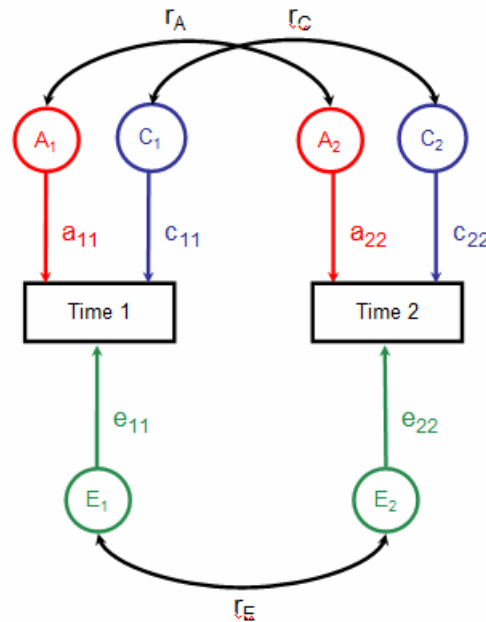 rA rC
A1 C1 A2 C2
a11 c11 a22 c22
Time 1 Time 2
e11 e22
E1 E2
rE